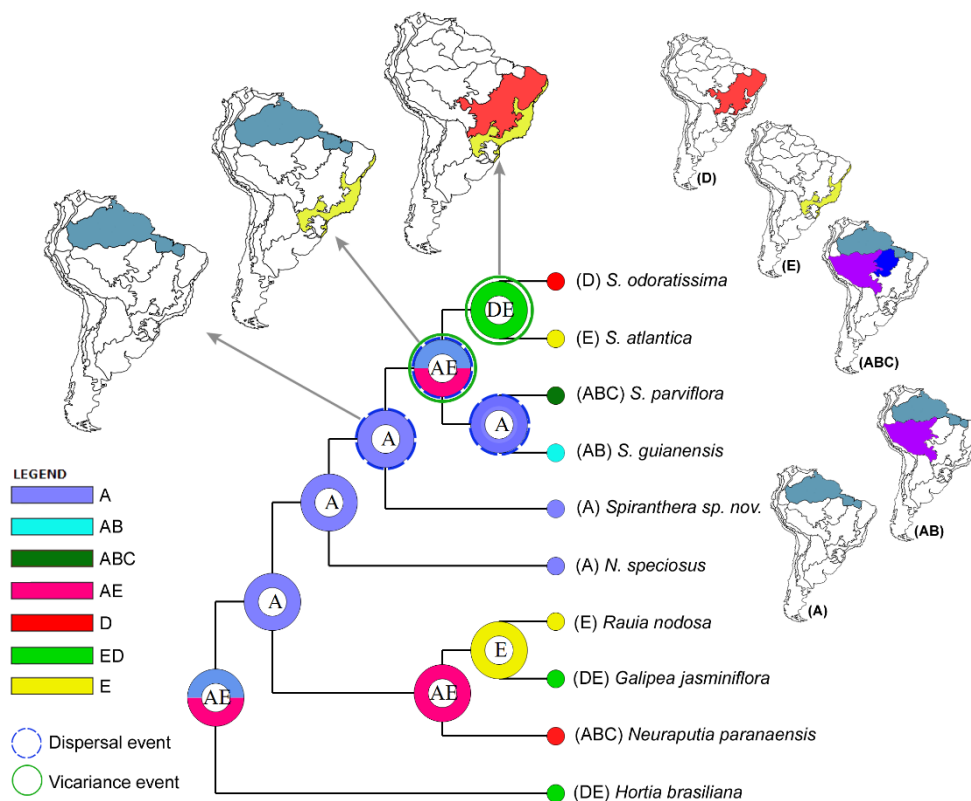 (D)
(E)
(ABC)
(AB)
(A)
DE
AE
A
A
A
A
E
AE
AE
(D) S. odoratissima
(E) S. atlantica
(ABC) S. parviflora
(AB) S. guianensis
(A) Spiranthera sp. nov.
(A) N. speciosus
(E) Rauia nodosa
(DE) Galipea jasminiflora
(ABC) Neuraputia paranaensis
(DE) Hortia brasiliana
LEGEND
A
AB
ABC
AE
D
ED
E
Dispersal event
Vicariance event